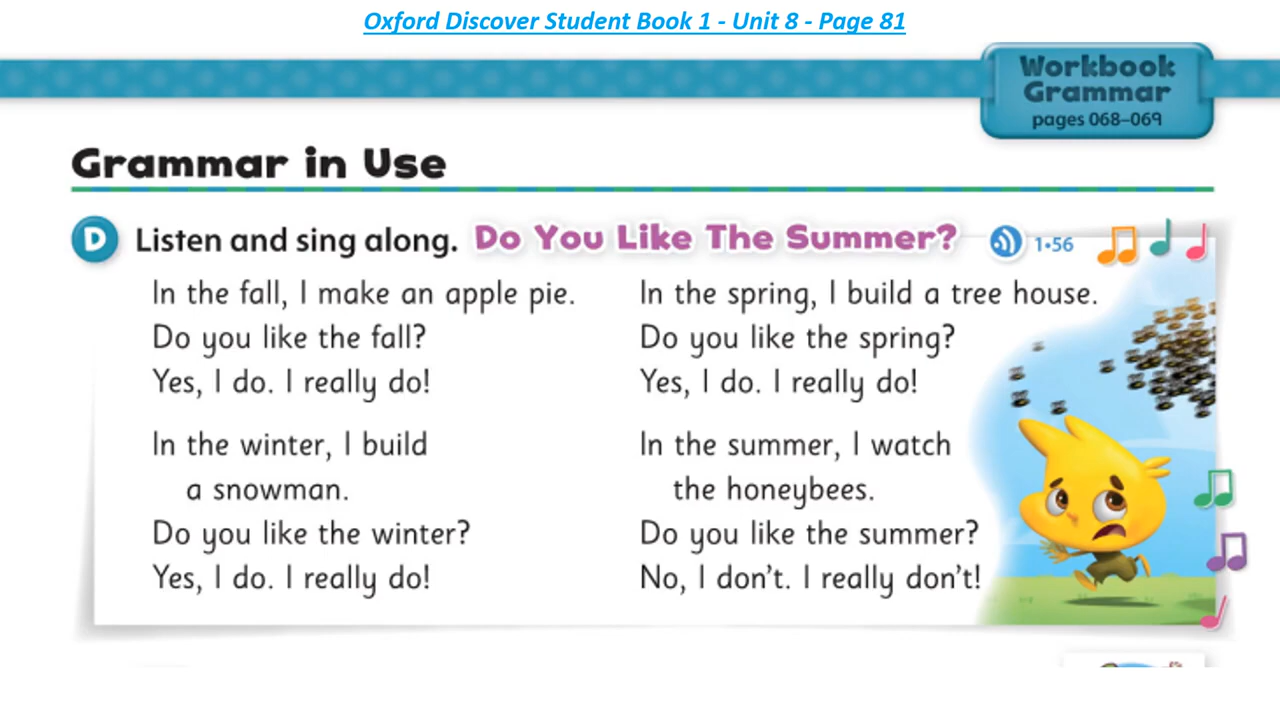 Oxford Discover Student Book 1 - Unit 8 - Page 81
Workbook
Grammar
pages 068–069
Grammar in Use
D Listen and sing along. Do You Like The Summer? 1•56
In the fall, I make an apple pie.
Do you like the fall?
Yes, I do. I really do!
In the winter, I build
a snowman.
Do you like the winter?
Yes, I do. I really do!
In the spring, I build a tree house.
Do you like the spring?
Yes, I do. I really do!
In the summer, I watch
the honeybees.
Do you like the summer?
No, I don't. I really don't!